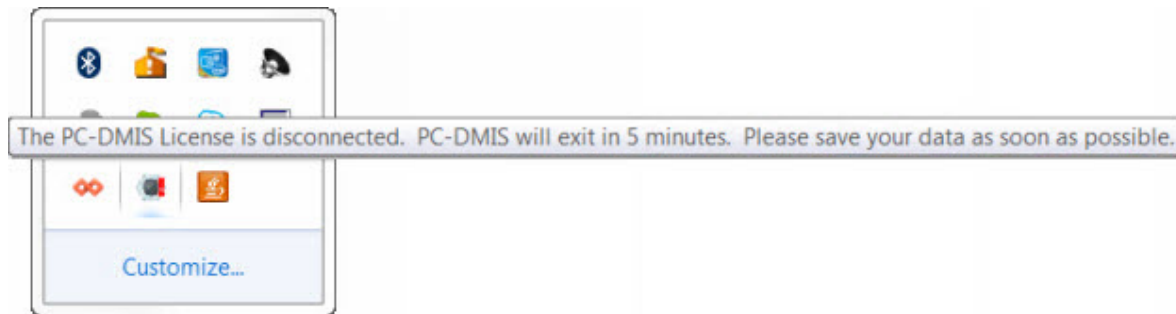 The PC-DMIS License is disconnected.  PC-DMIS will exit in 5 minutes.  Please save your data as soon as possible.
Customize...